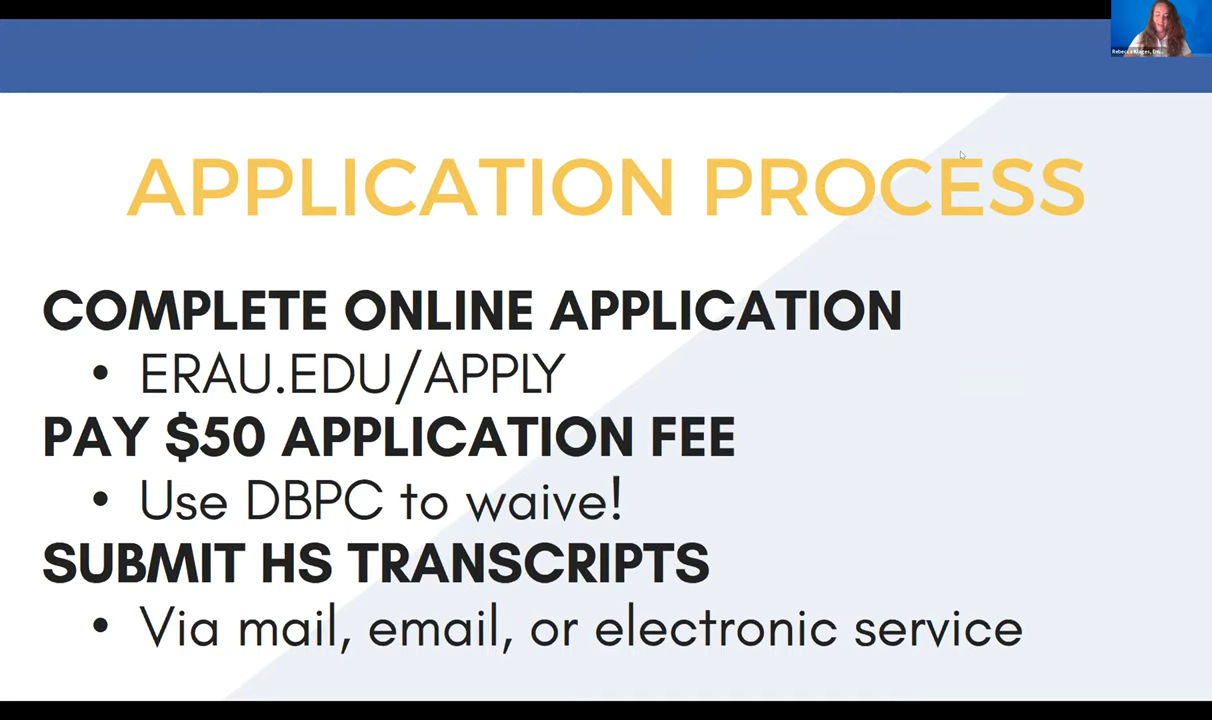 Rebecca
APPLICATION PROCESS
COMPLETE ONLINE APPLICATION
• ERAU.EDU/APPLY
PAY $50 APPLICATION FEE
• Use DBPC to waive!
SUBMIT HS TRANSCRIPTS
• Via mail, email, or electronic service